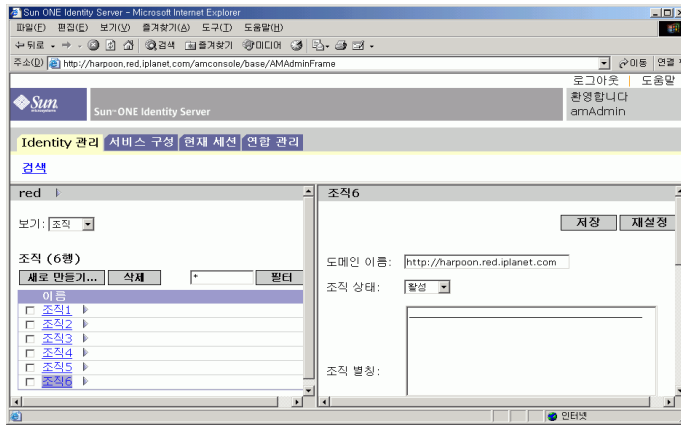 Sun ONE Identity Server - Microsoft Internet Explorer
파일(F) 편집(E) 보기(V) 즐겨찾기(A) 도구(T) 도움말(H)
뒤로 검색 즐겨찾기 미디어
주소(D) http://harpoon.red.iplanet.com/amconsole/base/AMAdminFrame 이동 연결
로그아웃 | 도움말
Sun microsystems Sun ONE Identity Server 환영합니다
amAdmin
Identity 관리 서비스 구성 현재 세션 연합 관리
검색
red 조직6
보기: 조직
저장 재설정
조직 (6행)
도메인 이름: http://harpoon.red.iplanet.com
새로 만들기... 삭제 * 필터
조직 상태: 활성
이름
조직1
조직2
조직3
조직4
조직5
조직 별칭:
조직6
인터넷